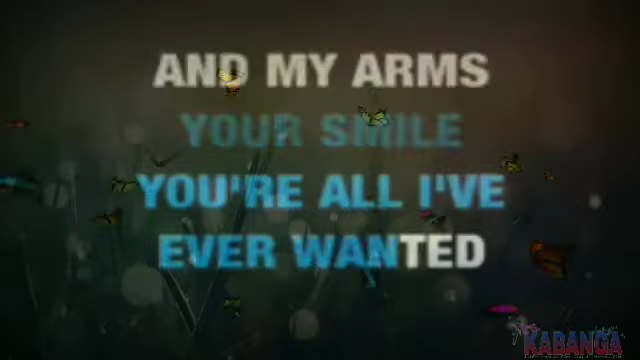 AND MY ARMS
YOUR SMILE
YOU'RE ALL I'VE
EVER WANTED
KABANGA